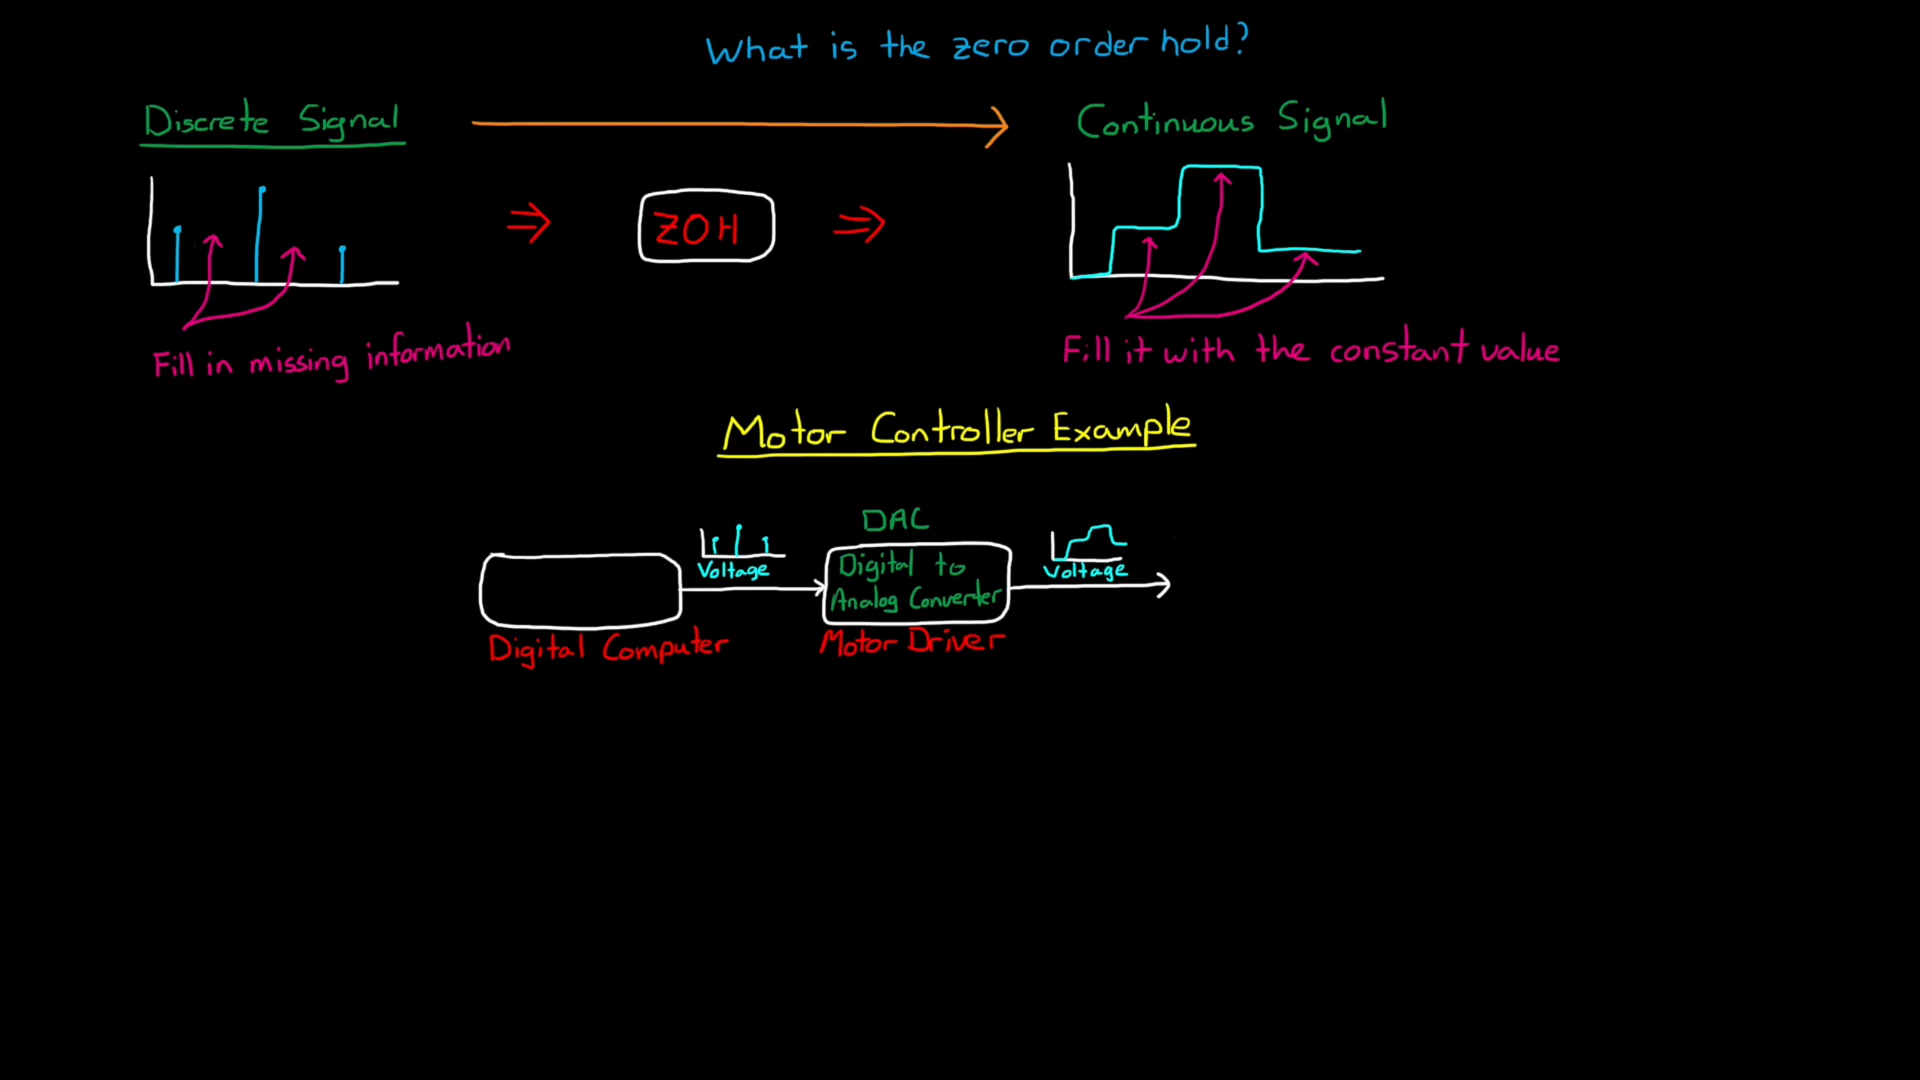 What is the zero order hold?
Discrete Signal
Continuous Signal
ZOH
Fill in missing information
Fill it with the constant value
Motor Controller Example
DAC
Voltage
Digital to
Analog Converter
Voltage
Digital Computer
Motor Driver